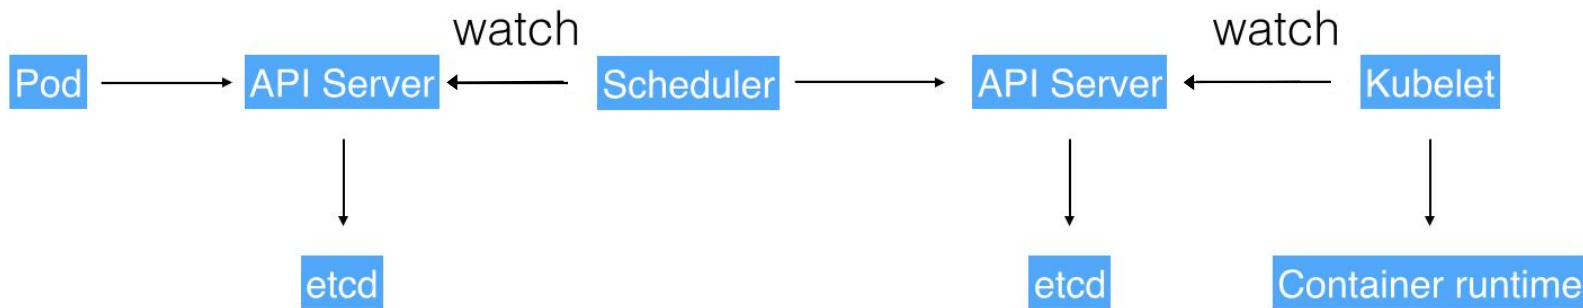 watch
watch
Pod
API Server
Scheduler
API Server
Kubelet
etcd
etcd
Container runtime